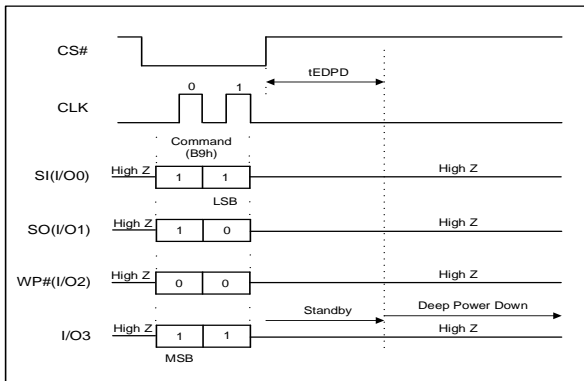 CS#
tEDPD
0 1
CLK
Command
(B9h)
High Z High Z
SI(I/O0) 1 1
LSB
High Z High Z
SO(I/O1) 1 0
High Z High Z
WP#(I/O2) 0 0
Standby Deep Power Down
High Z High Z
I/O3 1 1
MSB